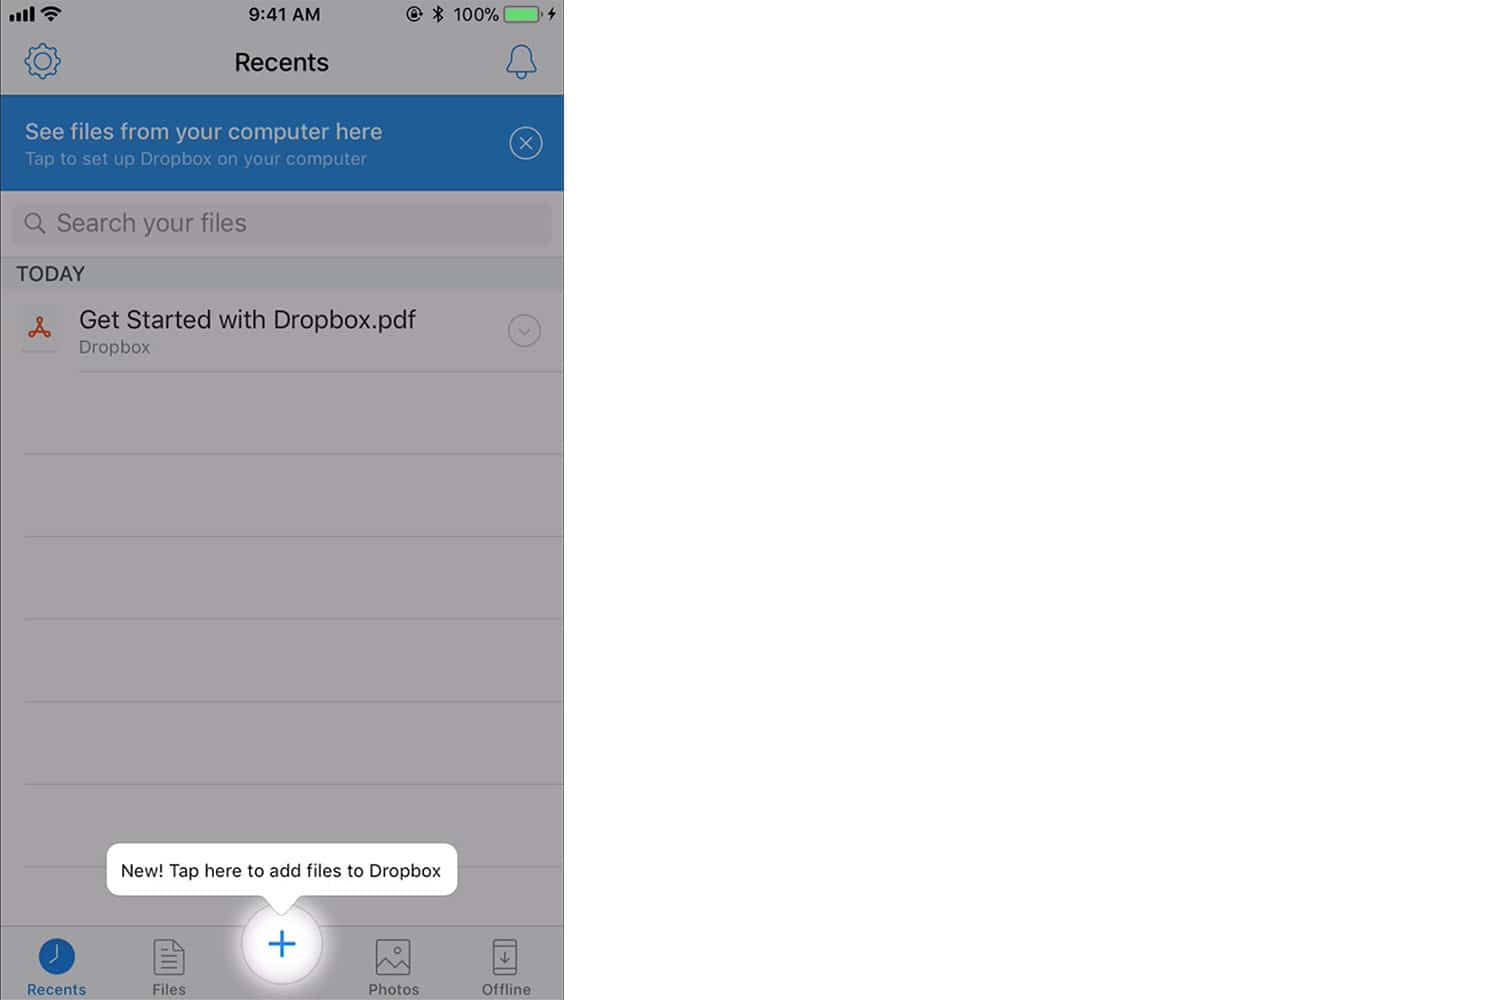 9:41 AM
100%
Recents
See files from your computer here
Tap to set up Dropbox on your computer
Search your files
TODAY
Get Started with Dropbox.pdf
Dropbox
New! Tap here to add files to Dropbox
Recents
Files
Photos
Offline